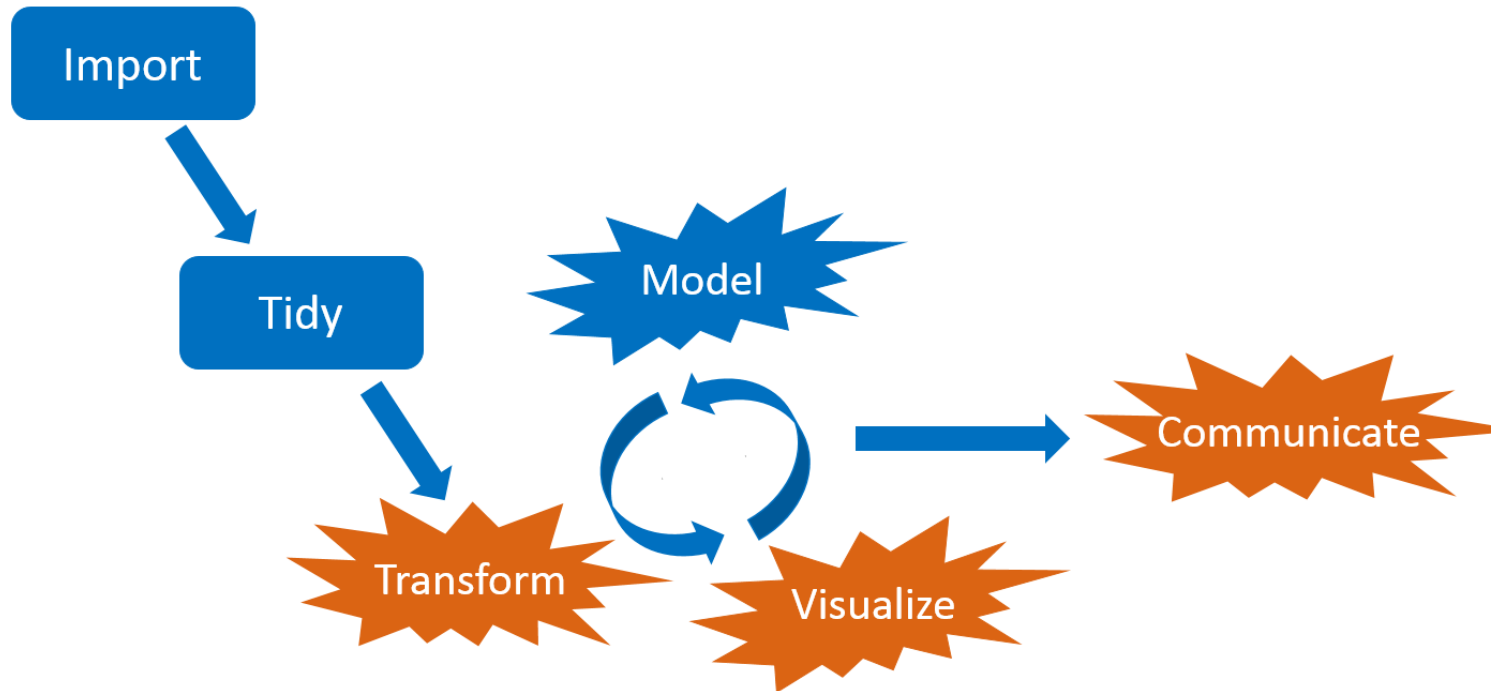 Import
Tidy
Model
Transform
Visualize
Communicate